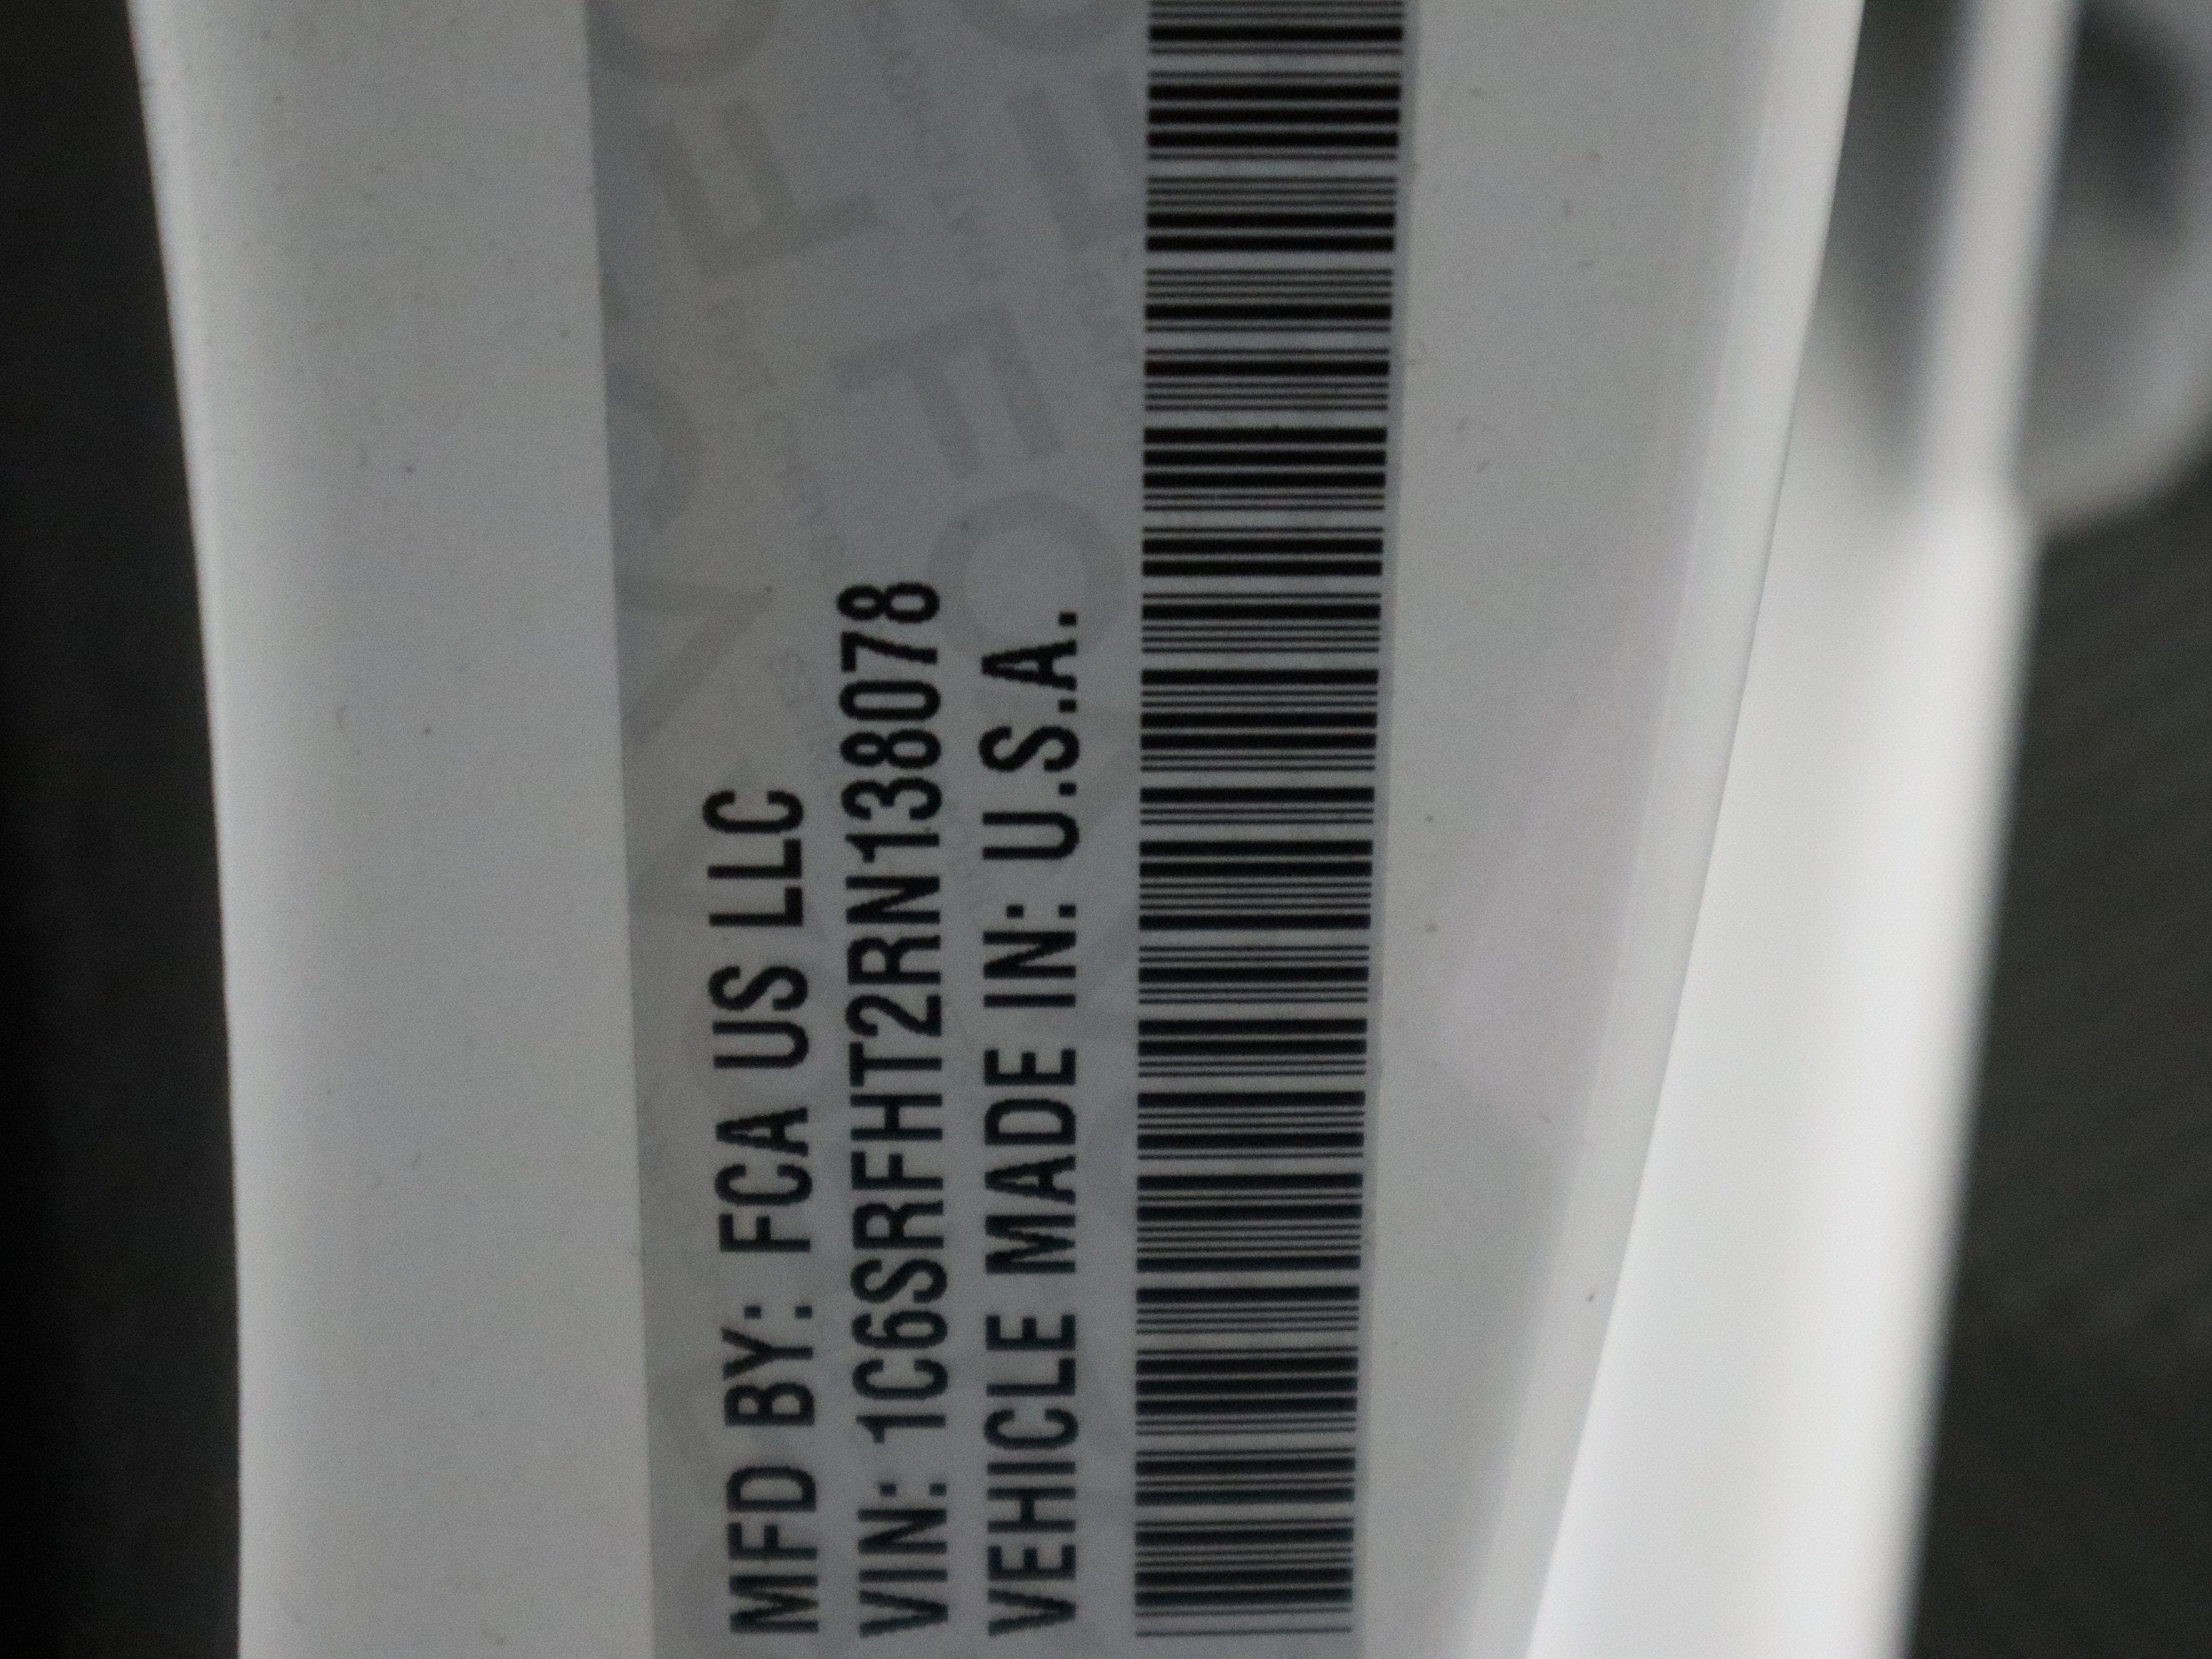 MFD BY: FCA US LLC
VIN: 1C6SRFHT2RN138078
VEHICLE MADE IN: U.S.A.